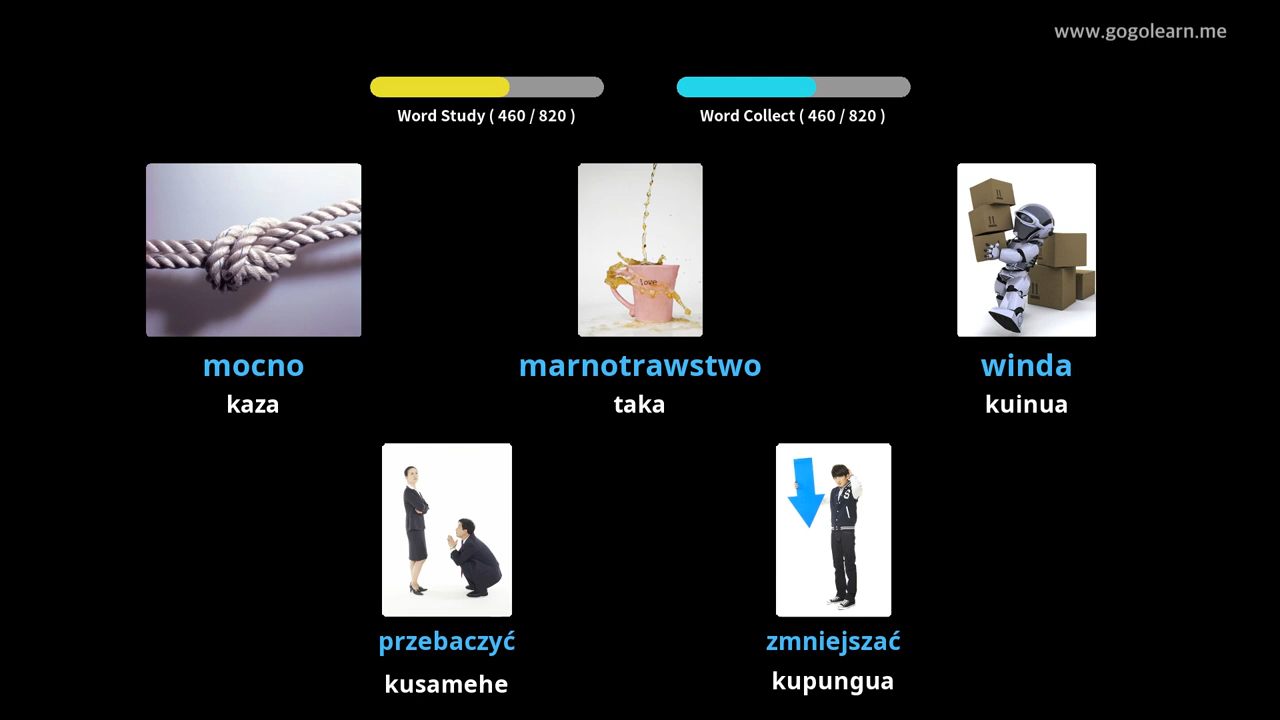 www.gogolearn.me
Word Study ( 460 / 820 )
Word Collect ( 460 / 820 )
love
mocno
kaza
marnotrawstwo
taka
winda
kuinua
S
przebaczyć
kusamehe
zmniejszać
kupungua